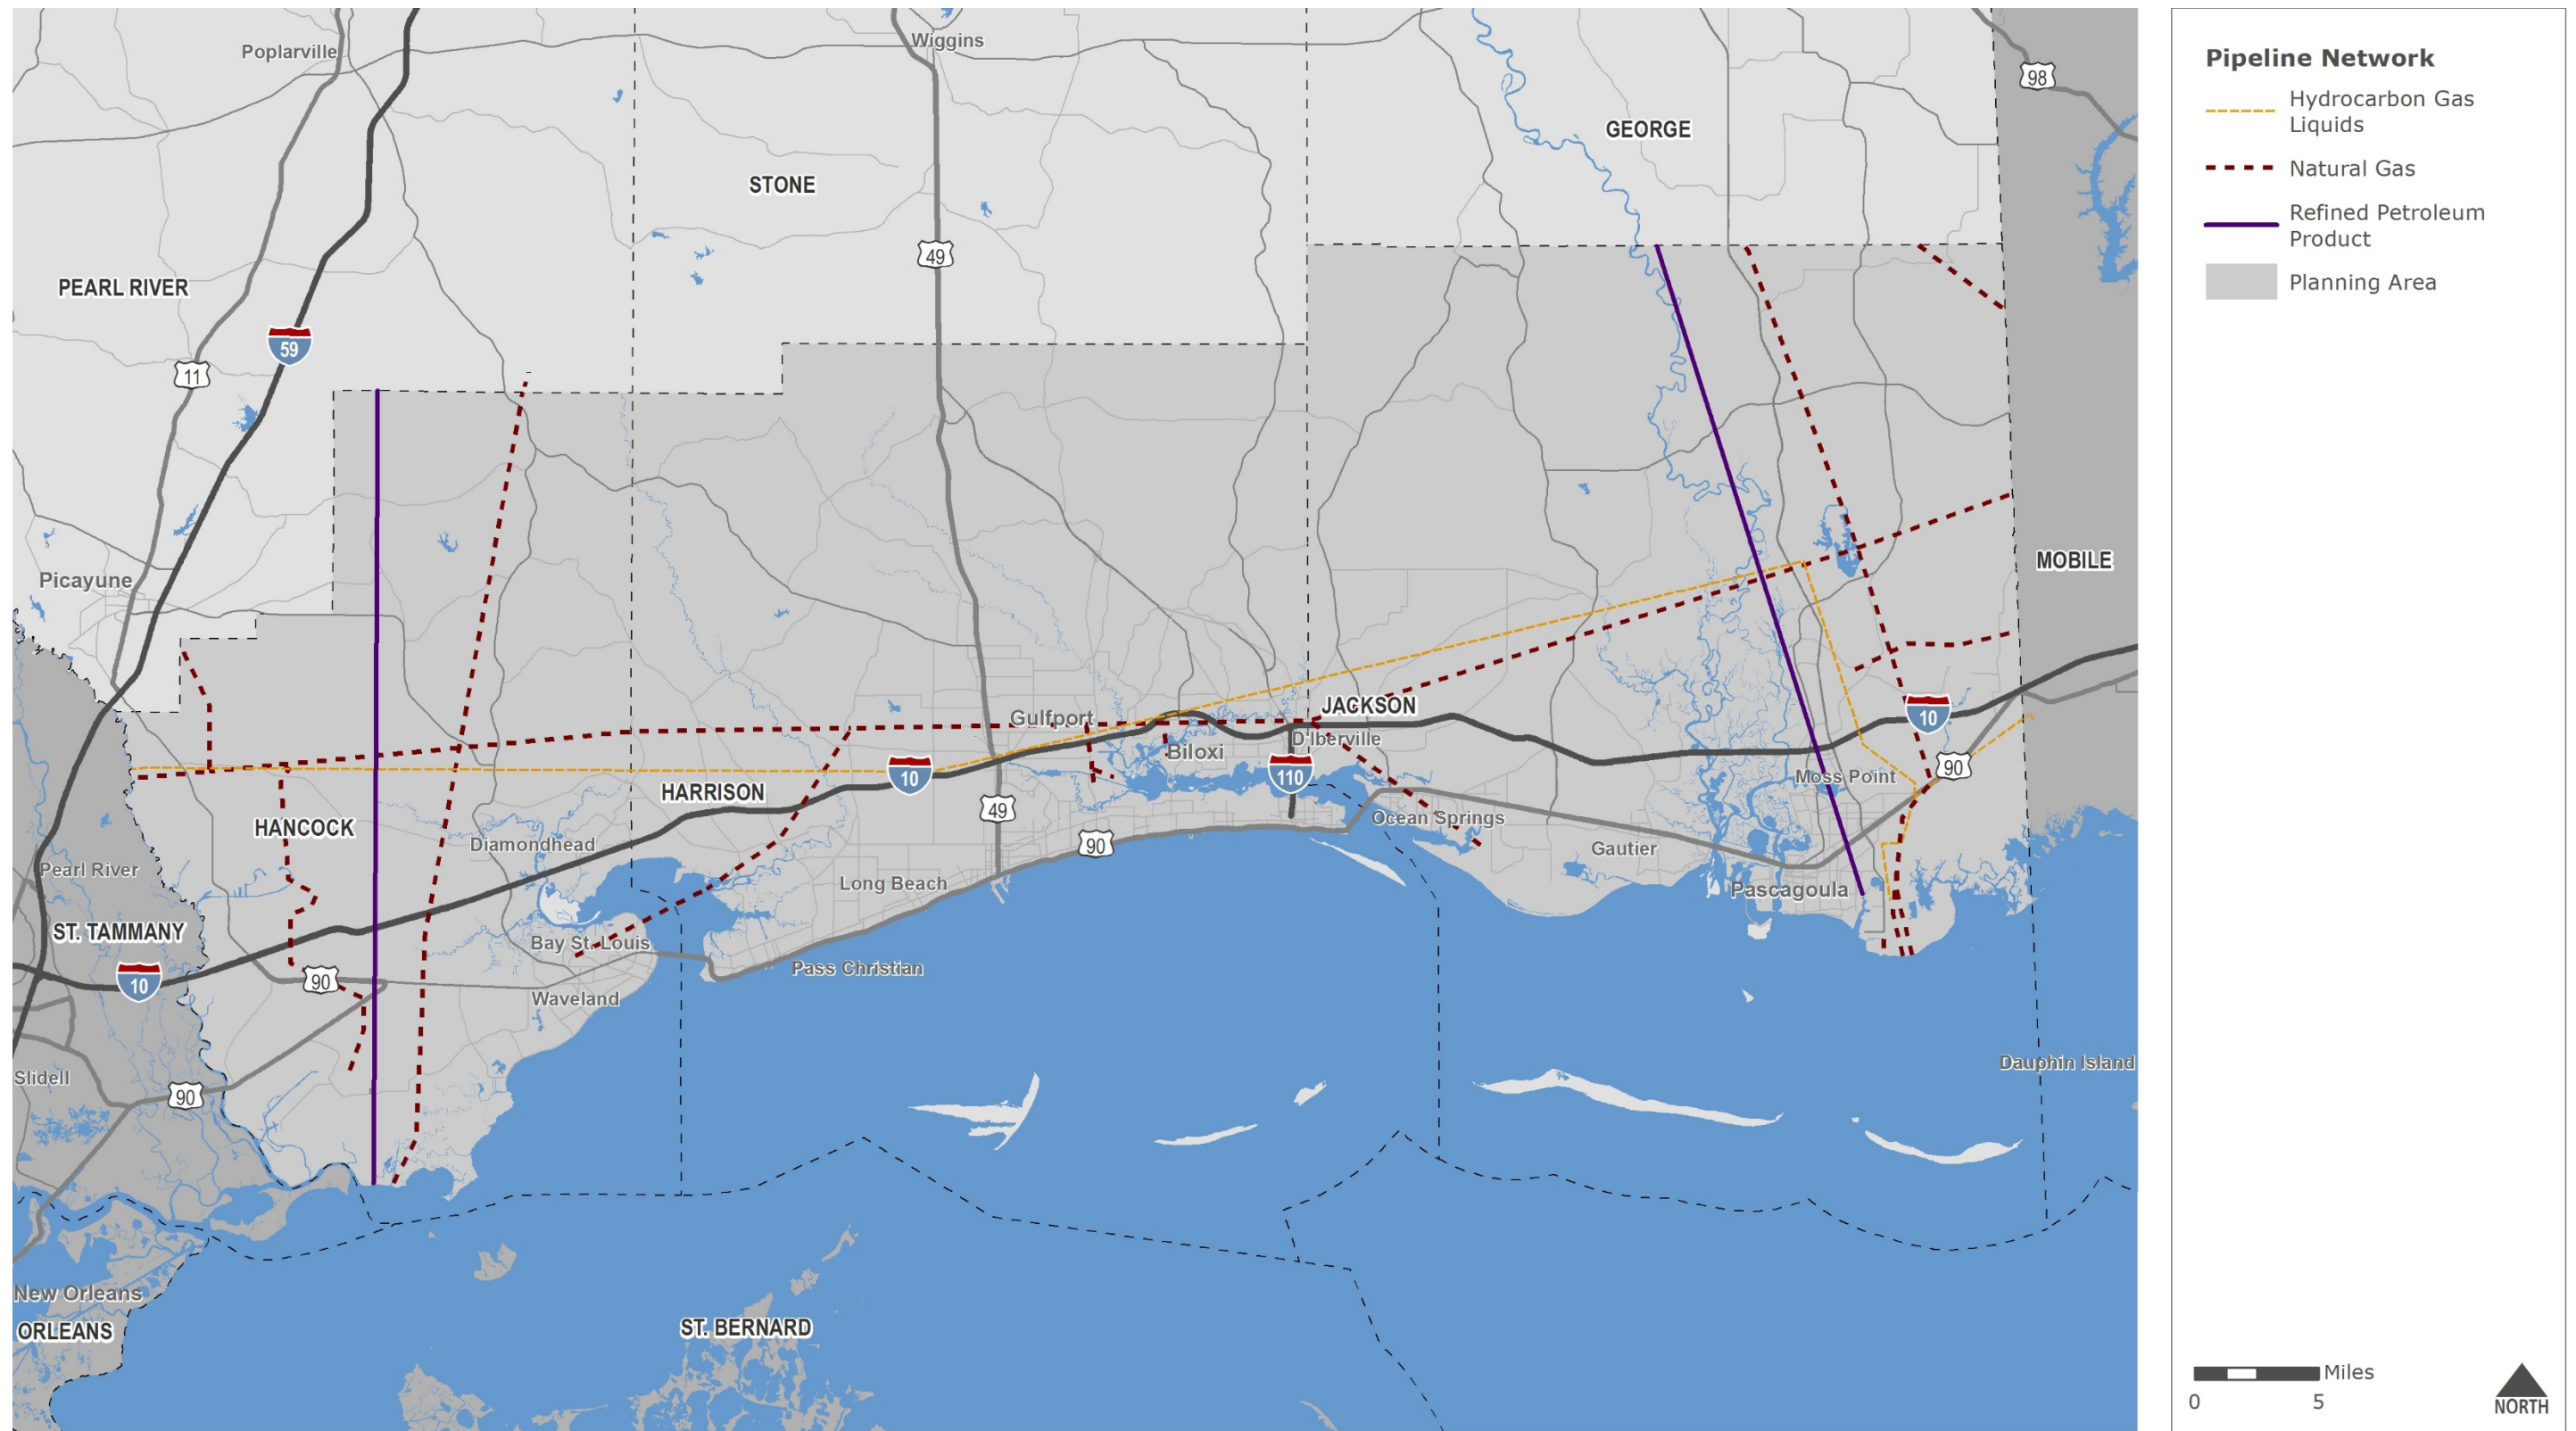 Poplarville
Wiggins
98
GEORGE
STONE
49
PEARL RIVER
59
11
Picayune
MOBILE
JACKSON
10
Gulfport
D'Iberville
Biloxi
90
Moss Point
10
110
HARRISON
49
Ocean Springs
HANCOCK
Diamondhead
90
Gautier
Pearl River
Long Beach
Pascagoula
ST. TAMMANY
Bay St. Louis
Pass Christian
10
90
Waveland
Dauphin Island
Slidell
90
New Orleans
ST. BERNARD
ORLEANS
Pipeline Network
Hydrocarbon Gas
Liquids
Natural Gas
Refined Petroleum
Product
Planning Area
Miles
0 5
NORTH